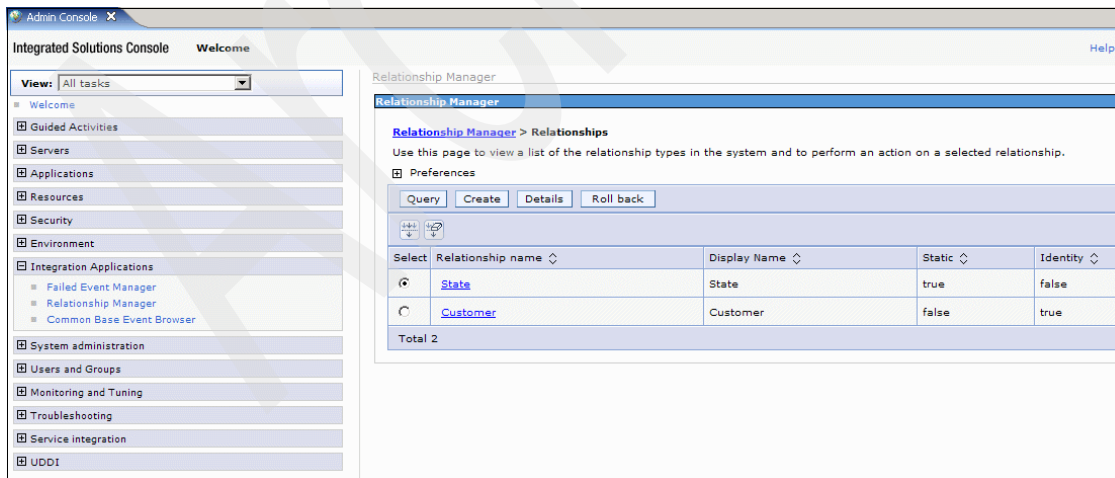 Admin Console
Integrated Solutions Console Welcome Help
View: All tasks
Welcome
Guided Activities
Servers
Applications
Resources
Security
Environment
Integration Applications
Failed Event Manager
Relationship Manager
Common Base Event Browser
System administration
Users and Groups
Monitoring and Tuning
Troubleshooting
Service integration
UDDI
Relationship Manager
Relationship Manager
Relationship Manager > Relationships
Use this page to view a list of the relationship types in the system and to perform an action on a selected relationship.
Preferences
Query Create Details Roll back
Select Relationship name Display Name Static Identity
State State true false
Customer Customer false true
Total 2